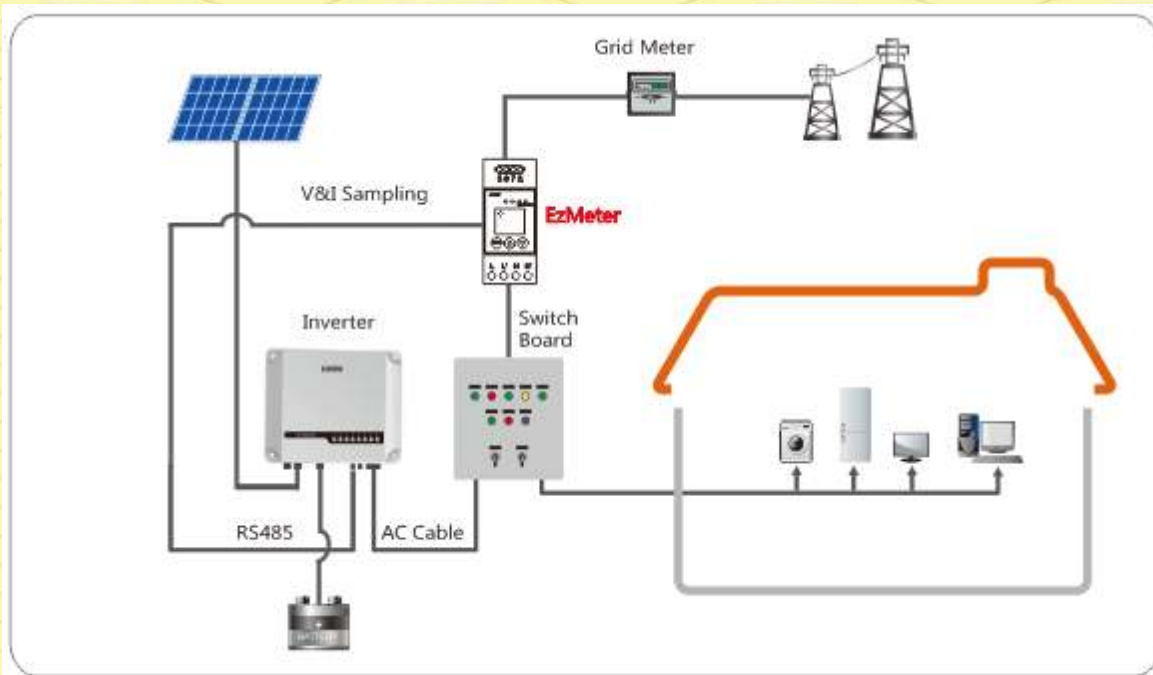 Grid Meter
V&I Sampling
EzMeter
Inverter
Switch
Board
RS485
AC Cable